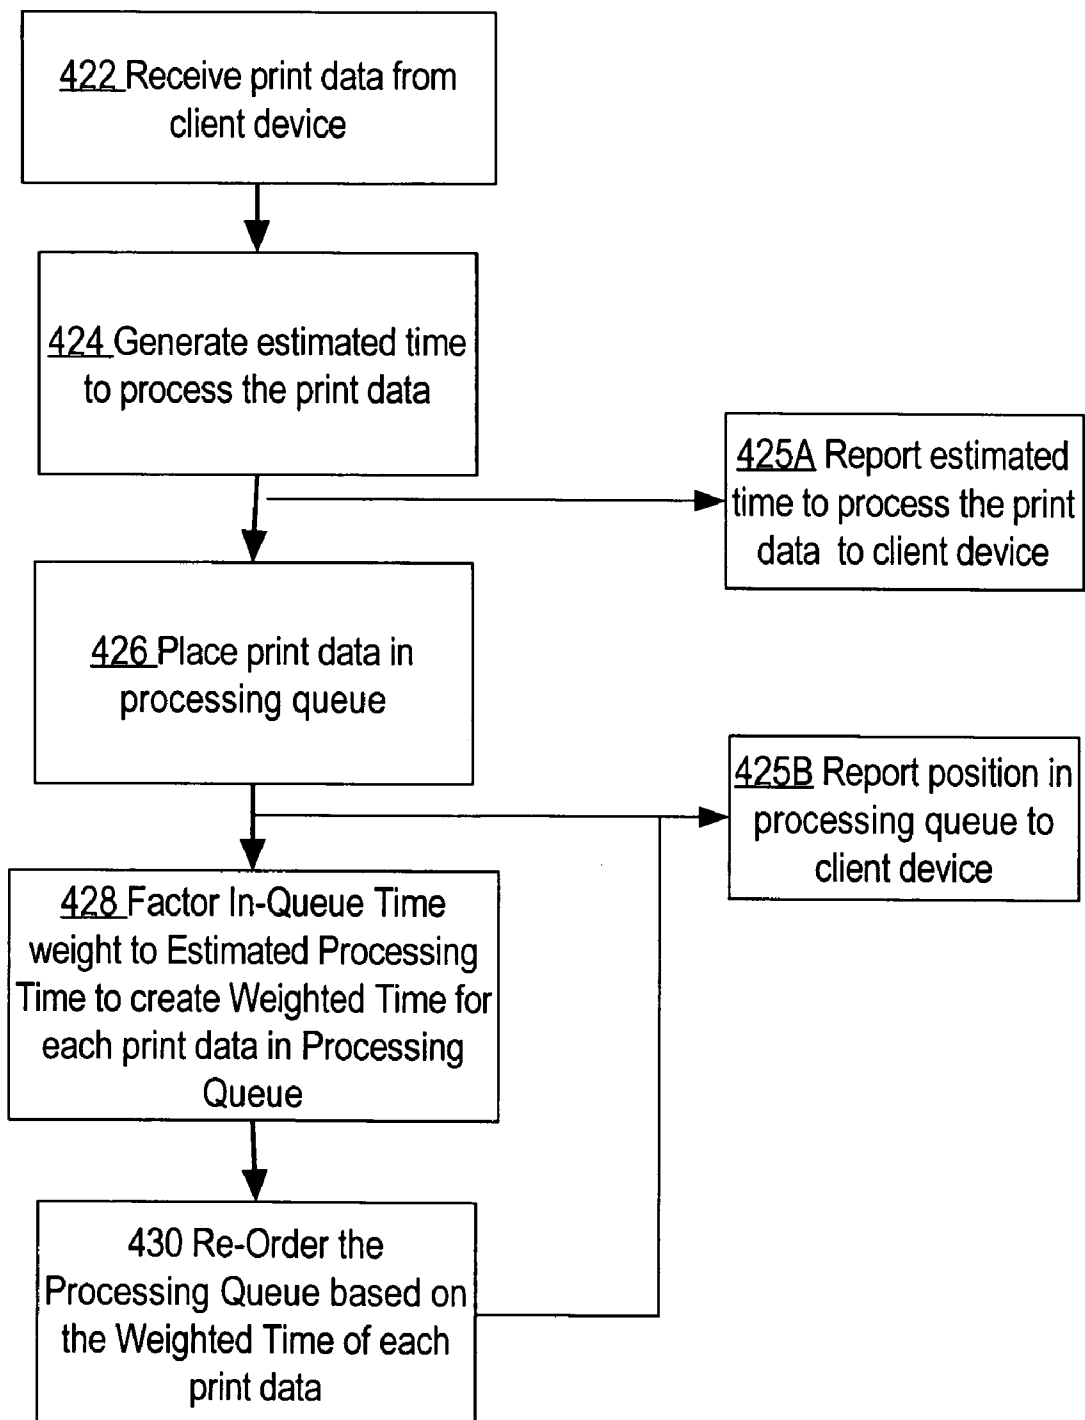 422 Receive print data from
client device
424 Generate estimated time
to process the print data
425A Report estimated
time to process the print
data to client device
426 Place print data in
processing queue
425B Report position in
processing queue to
client device
428 Factor In-Queue Time
weight to Estimated Processing
Time to create Weighted Time for
each print data in Processing
Queue
430 Re-Order the
Processing Queue based on
the Weighted Time of each
print data